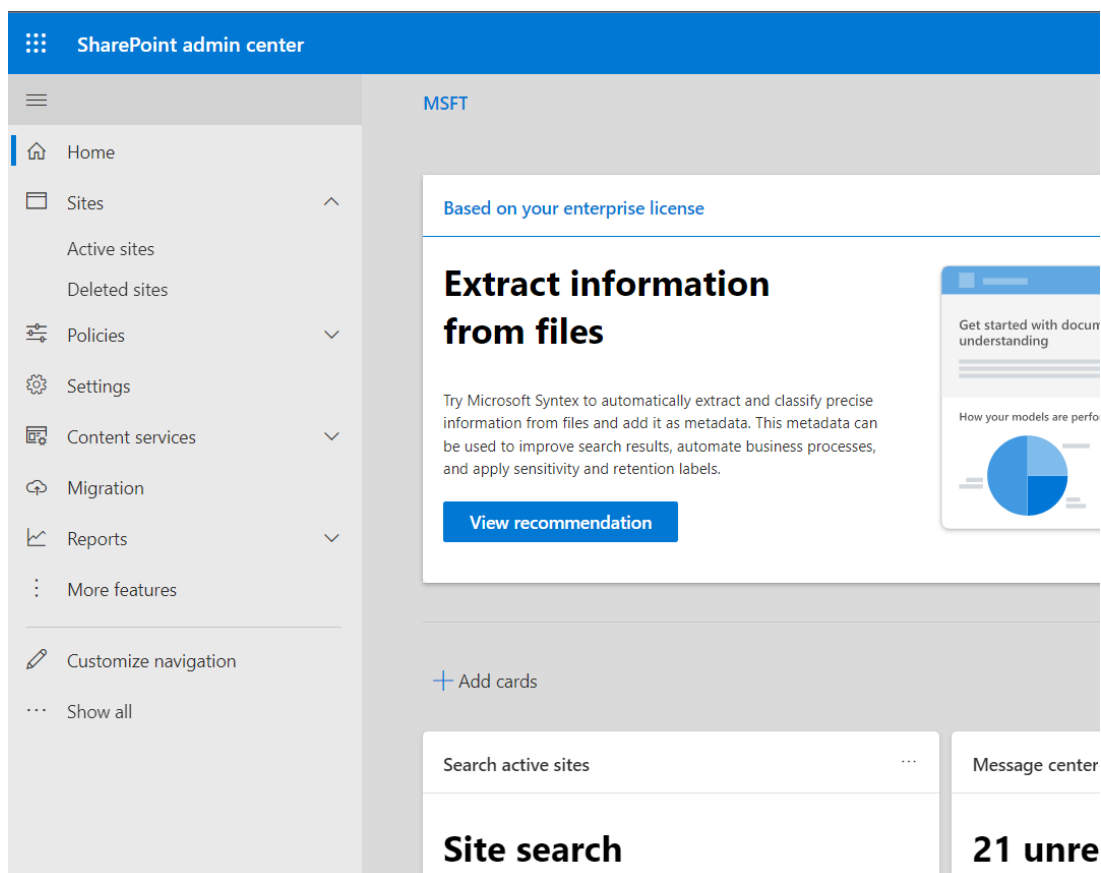 SharePoint admin center
MSFT
Home
Sites
Active sites
Deleted sites
Policies
Settings
Content services
Migration
Reports
More features
Customize navigation
Show all
Based on your enterprise license
Extract information
from files
Try Microsoft Syntex to automatically extract and classify precise
information from files and add it as metadata. This metadata can
be used to improve search results, automate business processes,
and apply sensitivity and retention labels.
View recommendation
Get started with docum
understanding
How your models are perfo
Add cards
Search active sites
Site search
Message center
21 unre